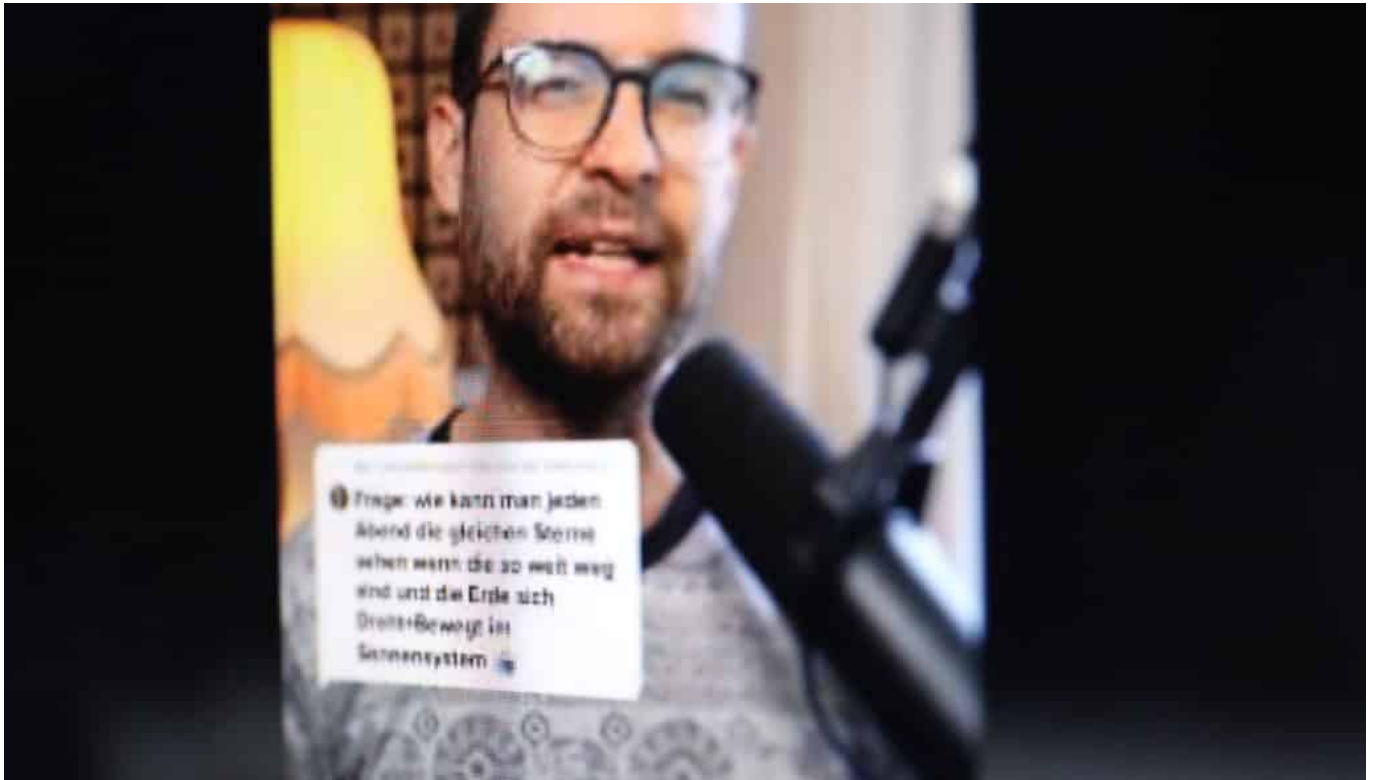 Frage: wie kann man jeden
Abend die gleichen Sterne
sehen wenn die so weit weg
sind und die Erde sich
Dreht+Bewegt im
Sonnensystem